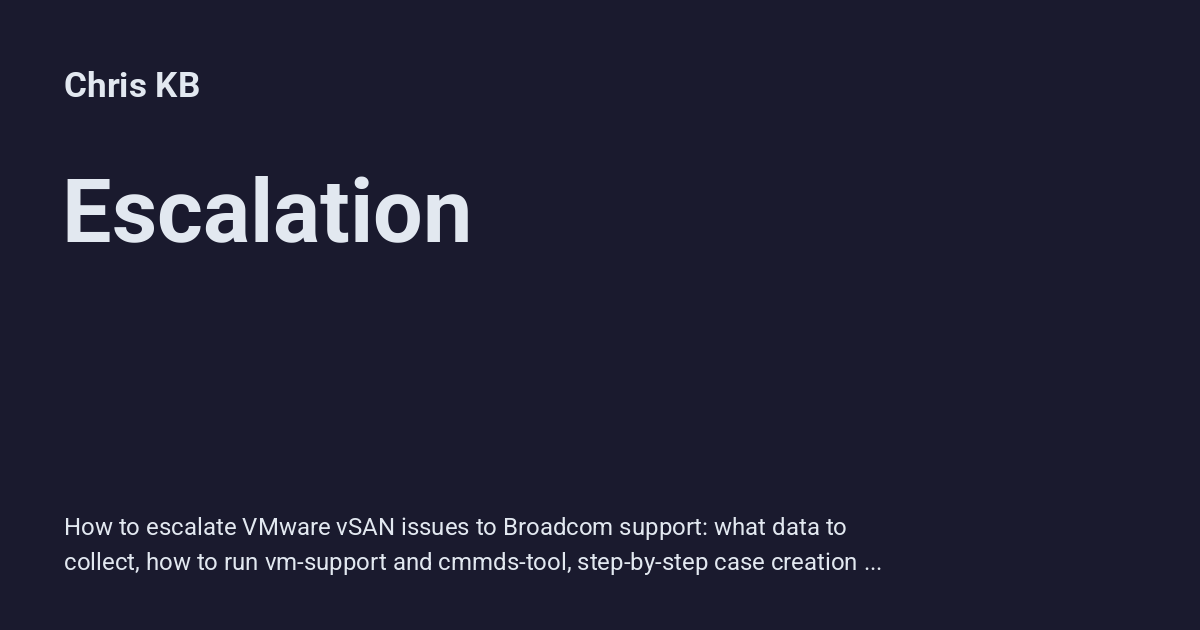 Chris KB
Escalation
How to escalate VMware vSAN issues to Broadcom support: what data to
collect, how to run vm-support and cmmds-tool, step-by-step case creation ...